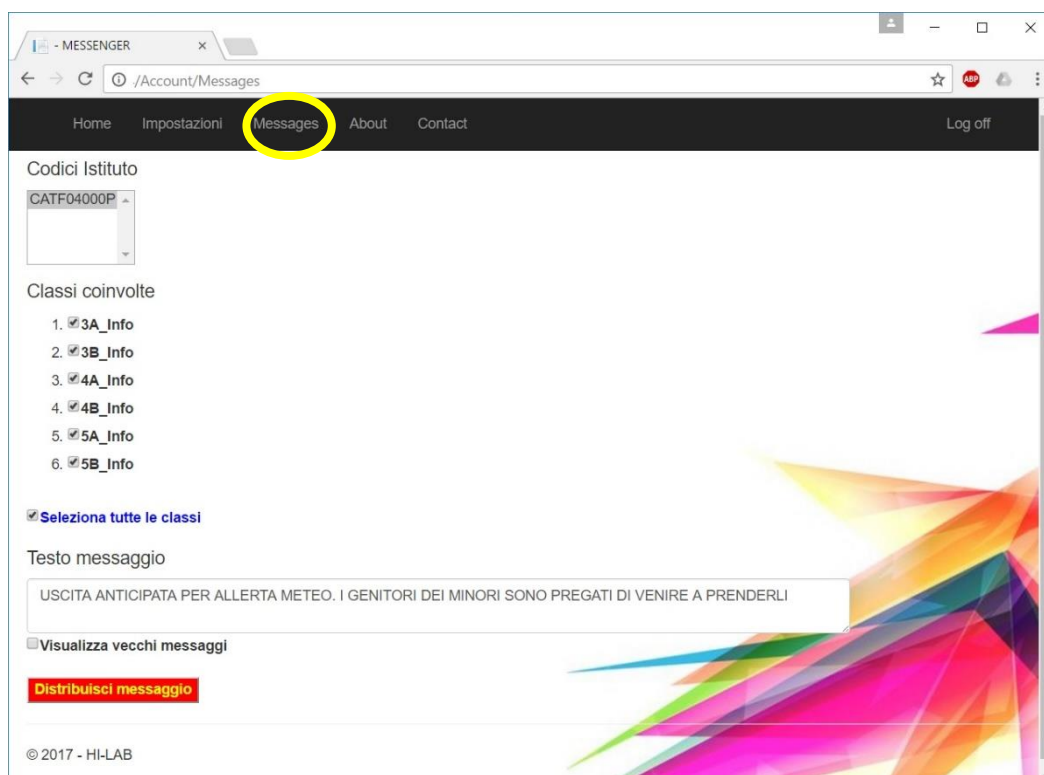 - MESSENGER
/Account/Messages
ABP
Home Impostazioni Messages About Contact Log off
Codici Istituto
CATF04000P
Classi coinvolte
1. 3A_Info
2. 3B_Info
3. 4A_Info
4. 4B_Info
5. 5A_Info
6. 5B_Info
Seleziona tutte le classi
Testo messaggio
USCITA ANTICIPATA PER ALLERTA METEO. I GENITORI DEI MINORI SONO PREGATI DI VENIRE A PRENDERLI
Visualizza vecchi messaggi
Distribuisci messaggio
© 2017 - HI-LAB